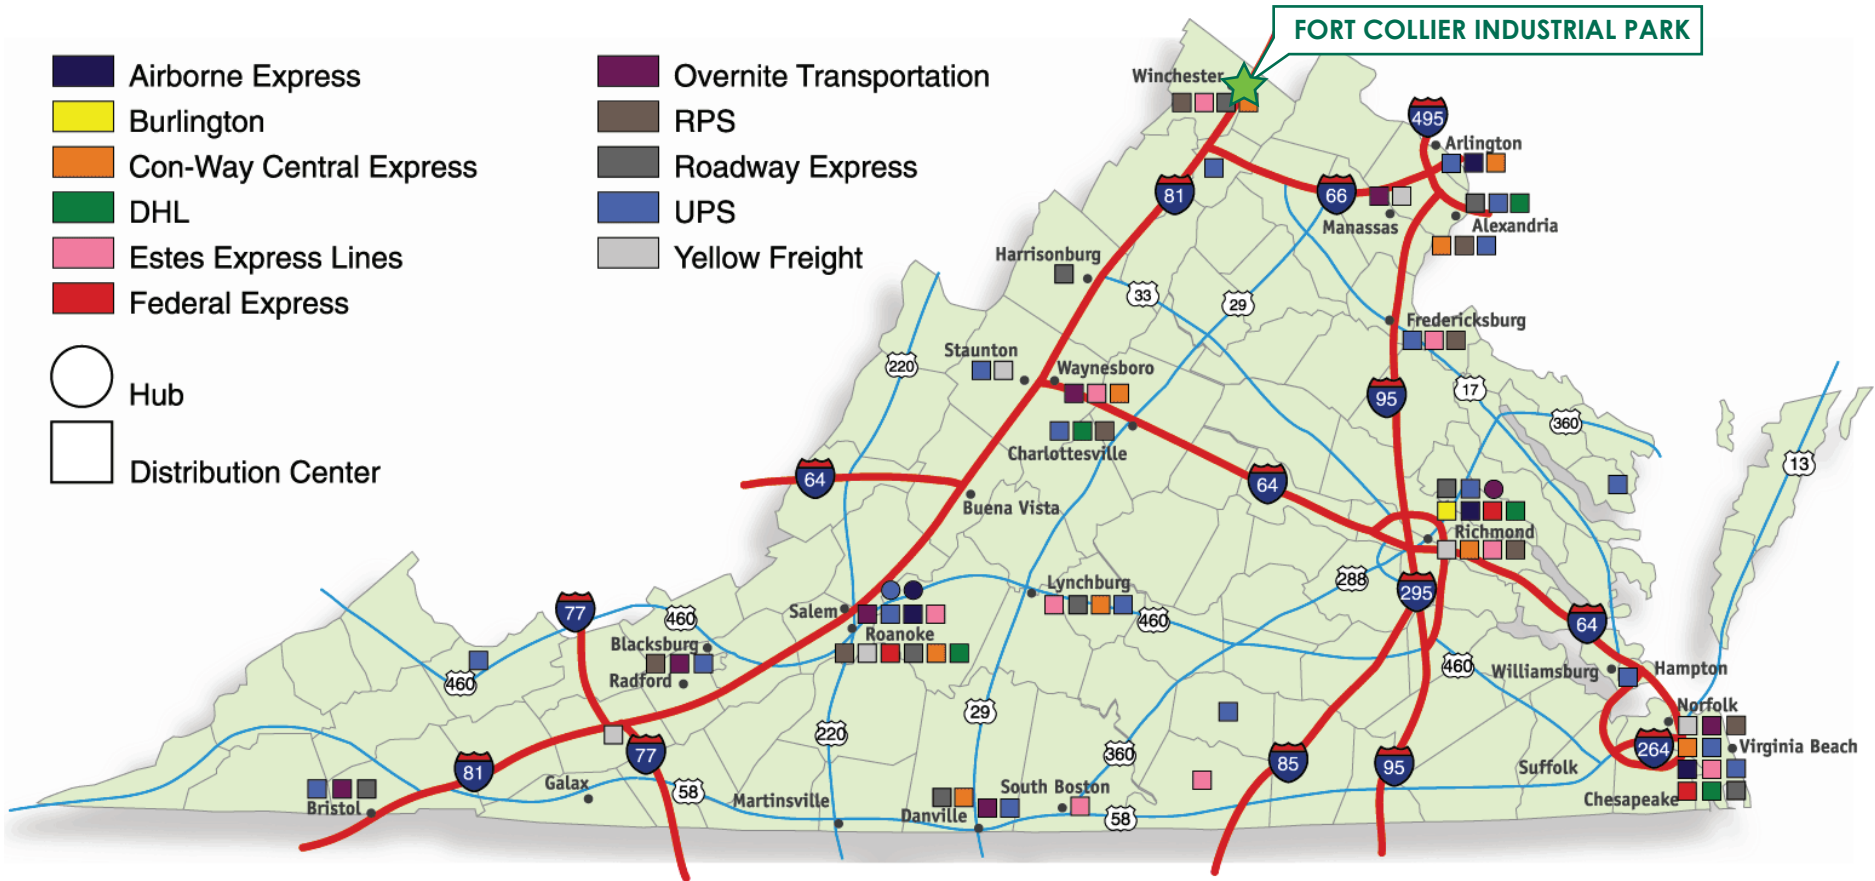 FORT COLLIER INDUSTRIAL PARK
Airborne Express
Burlington
Con-Way Central Express
DHL
Estes Express Lines
Federal Express
Overnite Transportation
RPS
Roadway Express
UPS
Yellow Freight
Hub
Distribution Center
Winchester
495
Arlington
81
66
Manassas
Alexandria
Harrisonburg
33
29
Fredericksburg
220
Staunton
Waynesboro
17
95
360
Charlottesville
13
64
64
Buena Vista
Richmond
288
Lynchburg
295
77
460
Salem
460
64
Roanoke
Blacksburg
Radford
460
460
Williamsburg
Hampton
29
Norfolk
220
77
360
264
Virginia Beach
81
85
95
Suffolk
Galax
58
Martinsville
South Boston
Chesapeake
Bristol
Danville
58